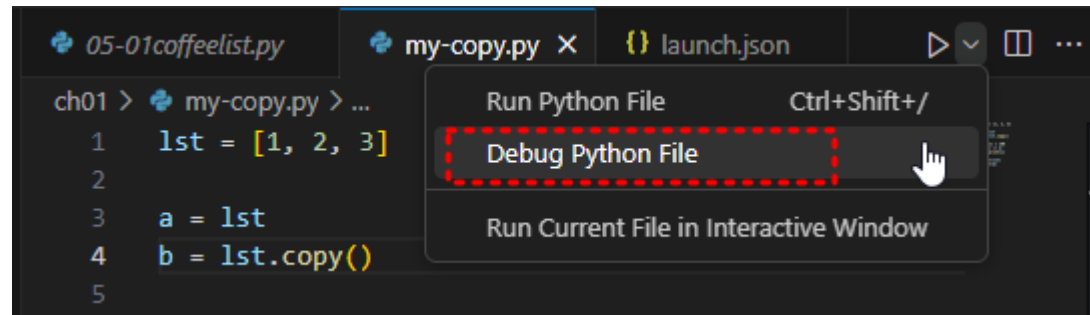 05-01coffeelist.py my-copy.py × {} launch.json ...
ch01 > my-copy.py > ...
Run Python File Ctrl+Shift+/
1 lst = [1, 2, 3]
Debug Python File
2
3 a = lst
Run Current File in Interactive Window
4 b = lst.copy()
5